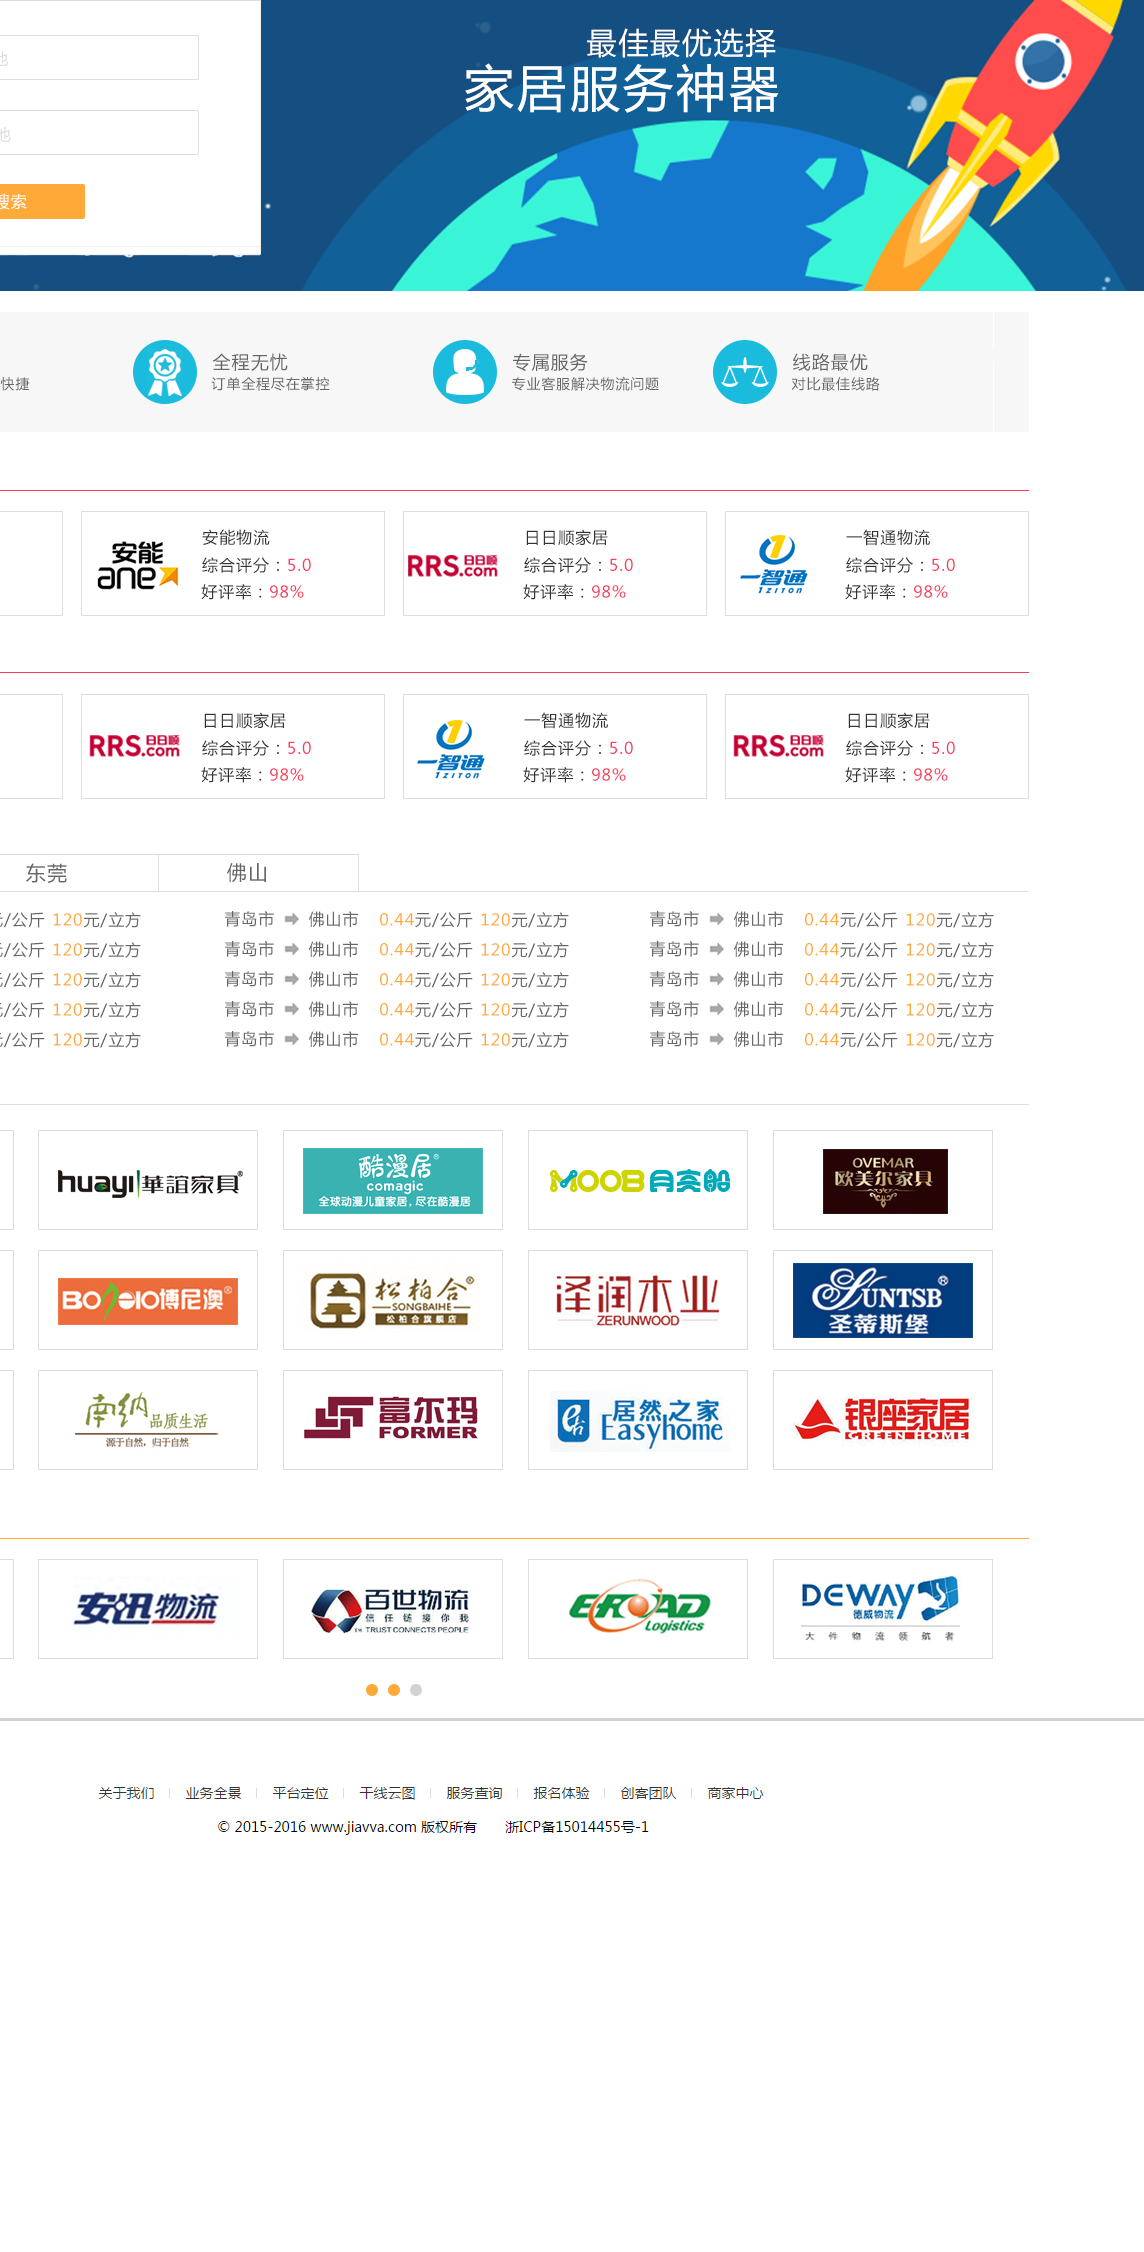 最佳最优选择
家居服务神器
地
地
搜索
快捷
全程无忧
订单全程尽在掌控
专属服务
专业客服解决物流问题
线路最优
对比最佳线路
安能
ane
安能物流
综合评分：5.0
好评率：98%
RRS.com 日日顺
日日顺家居
综合评分：5.0
好评率：98%
一智通
1ZITON
一智通物流
综合评分：5.0
好评率：98%
RRS.com 日日顺
日日顺家居
综合评分：5.0
好评率：98%
一智通
1ZITON
一智通物流
综合评分：5.0
好评率：98%
RRS.com 日日顺
日日顺家居
综合评分：5.0
好评率：98%
东莞 佛山
元/公斤 120元/立方 青岛市 佛山市 0.44元/公斤 120元/立方 青岛市 佛山市 0.44元/公斤 120元/立方
元/公斤 120元/立方 青岛市 佛山市 0.44元/公斤 120元/立方 青岛市 佛山市 0.44元/公斤 120元/立方
元/公斤 120元/立方 青岛市 佛山市 0.44元/公斤 120元/立方 青岛市 佛山市 0.44元/公斤 120元/立方
元/公斤 120元/立方 青岛市 佛山市 0.44元/公斤 120元/立方 青岛市 佛山市 0.44元/公斤 120元/立方
元/公斤 120元/立方 青岛市 佛山市 0.44元/公斤 120元/立方 青岛市 佛山市 0.44元/公斤 120元/立方
huayi 華誼家具®
酷漫居®
comagic
全球动漫儿童家居，尽在酷漫居
MOOB 月亥船
OVEMAR
欧美尔家具
博尼澳®
松柏合®
SONGBAIHE
松柏合旗舰店
泽润木业
ZERUNWOOD
SUNTSB®
圣蒂斯堡
南纳品质生活
源于自然，归于自然
富尔玛
FORMER
居然之家
Easyhome
银座家居
GREEN HOME
安迅物流
百世物流
信任链接你我
TM TRUST CONNECTS PEOPLE
EROAD
Logistics
DEWAY
德威物流
大件物流领航者
关于我们 业务全景 平台定位 干线云图 服务查询 报名体验 创客团队 商家中心
© 2015-2016 www.jiavva.com 版权所有 浙ICP备15014455号-1